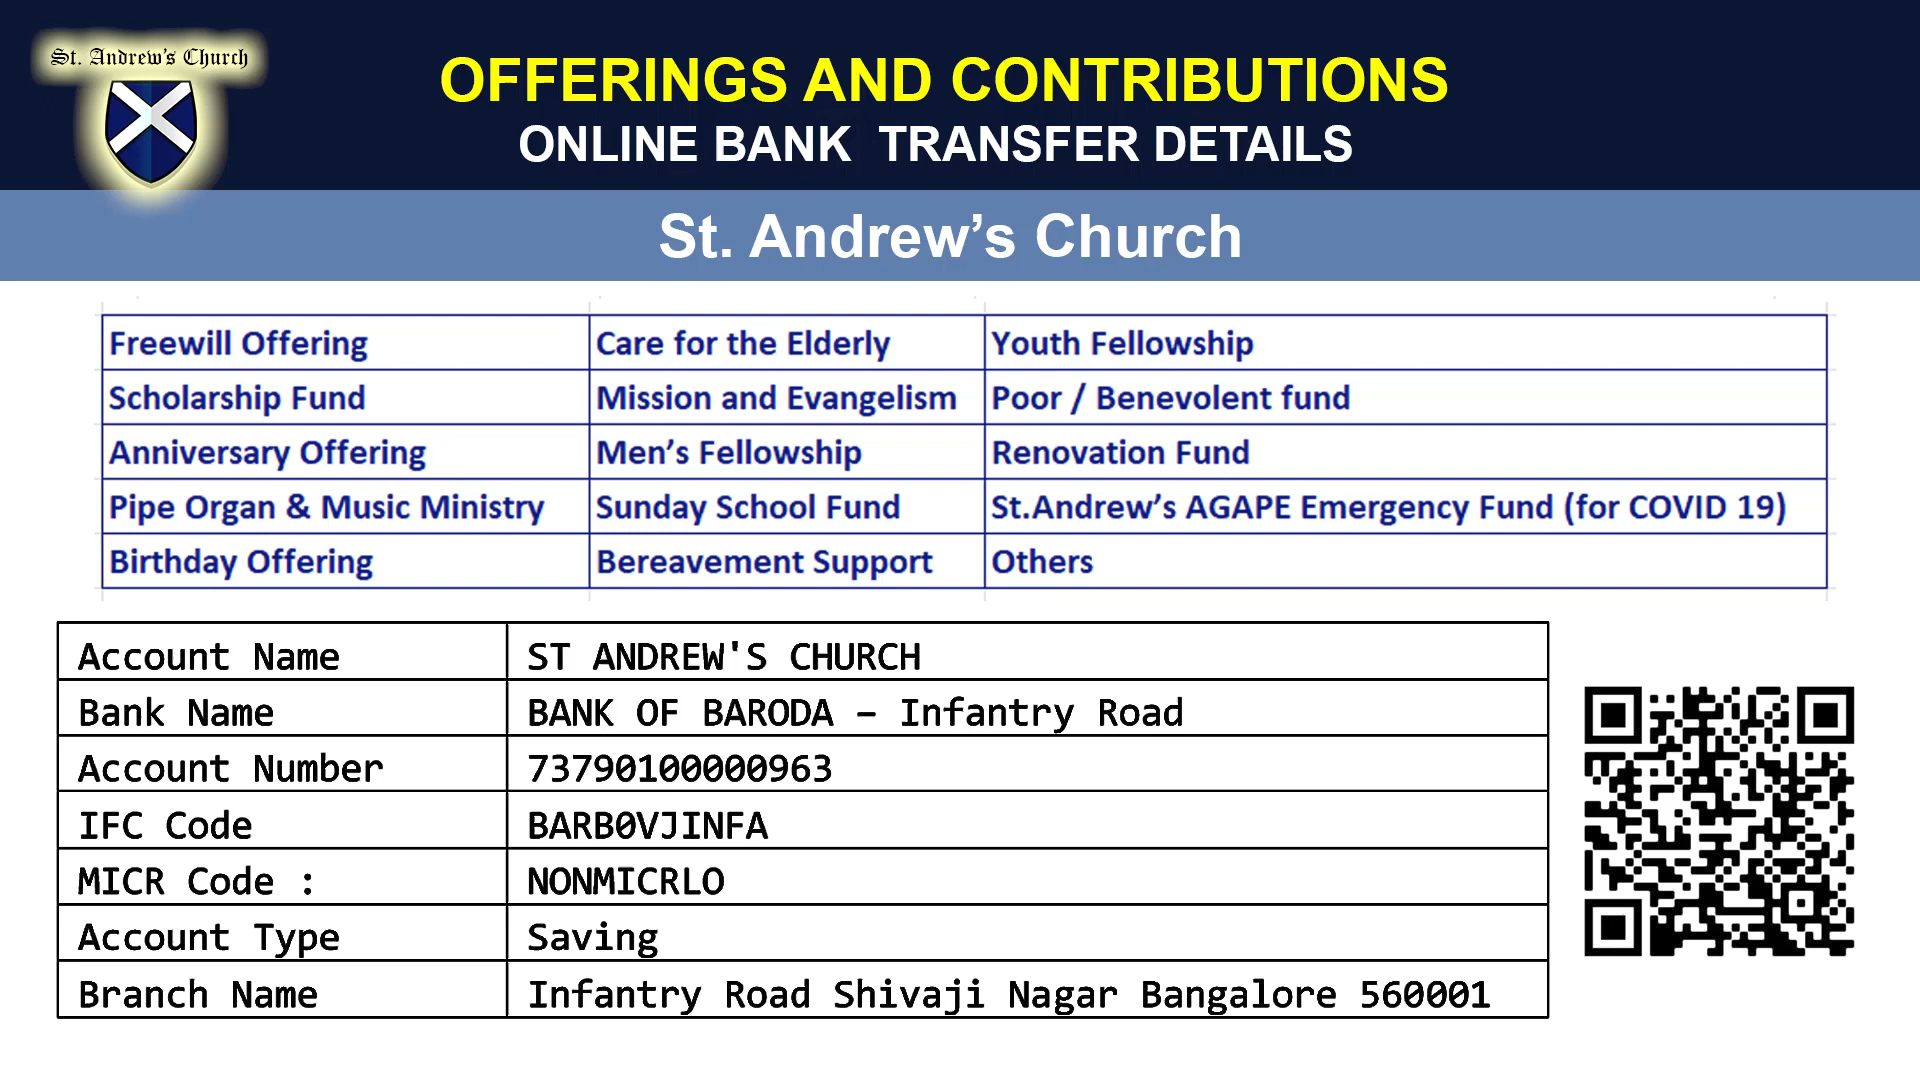 St. Andrew's Church
OFFERINGS AND CONTRIBUTIONS
ONLINE BANK  TRANSFER DETAILS
St. Andrew’s Church
Freewill Offering Care for the Elderly Youth Fellowship
Scholarship Fund Mission and Evangelism Poor / Benevolent fund
Anniversary Offering Men’s Fellowship Renovation Fund
Pipe Organ & Music Ministry Sunday School Fund St.Andrew’s AGAPE Emergency Fund (for COVID 19)
Birthday Offering Bereavement Support Others
Account Name ST ANDREW'S CHURCH
Bank Name BANK OF BARODA – Infantry Road
Account Number 73790100000963
IFC Code BARB0VJINFA
MICR Code : NONMICRLO
Account Type Saving
Branch Name Infantry Road Shivaji Nagar Bangalore 560001